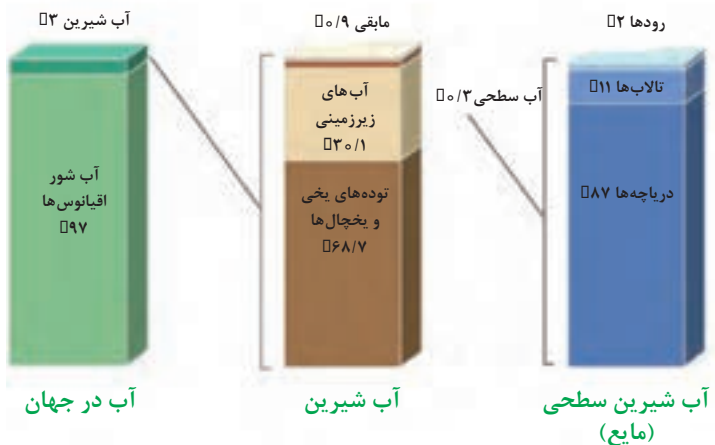 رودها ۲٪
تالاب‌ها ۱۱٪
دریاچه‌ها ۸۷٪
آب شیرین سطحی
(مایع)
آب سطحی ۰/۳٪
مابقی ۰/۹٪
آب‌های
زیرزمینی
۳۰/۱٪
توده‌های یخی
و یخچال‌ها
۶۸/۷٪
آب شیرین
آب شیرین ۳٪
آب شور
اقیانوس‌ها
۹۷٪
آب در جهان